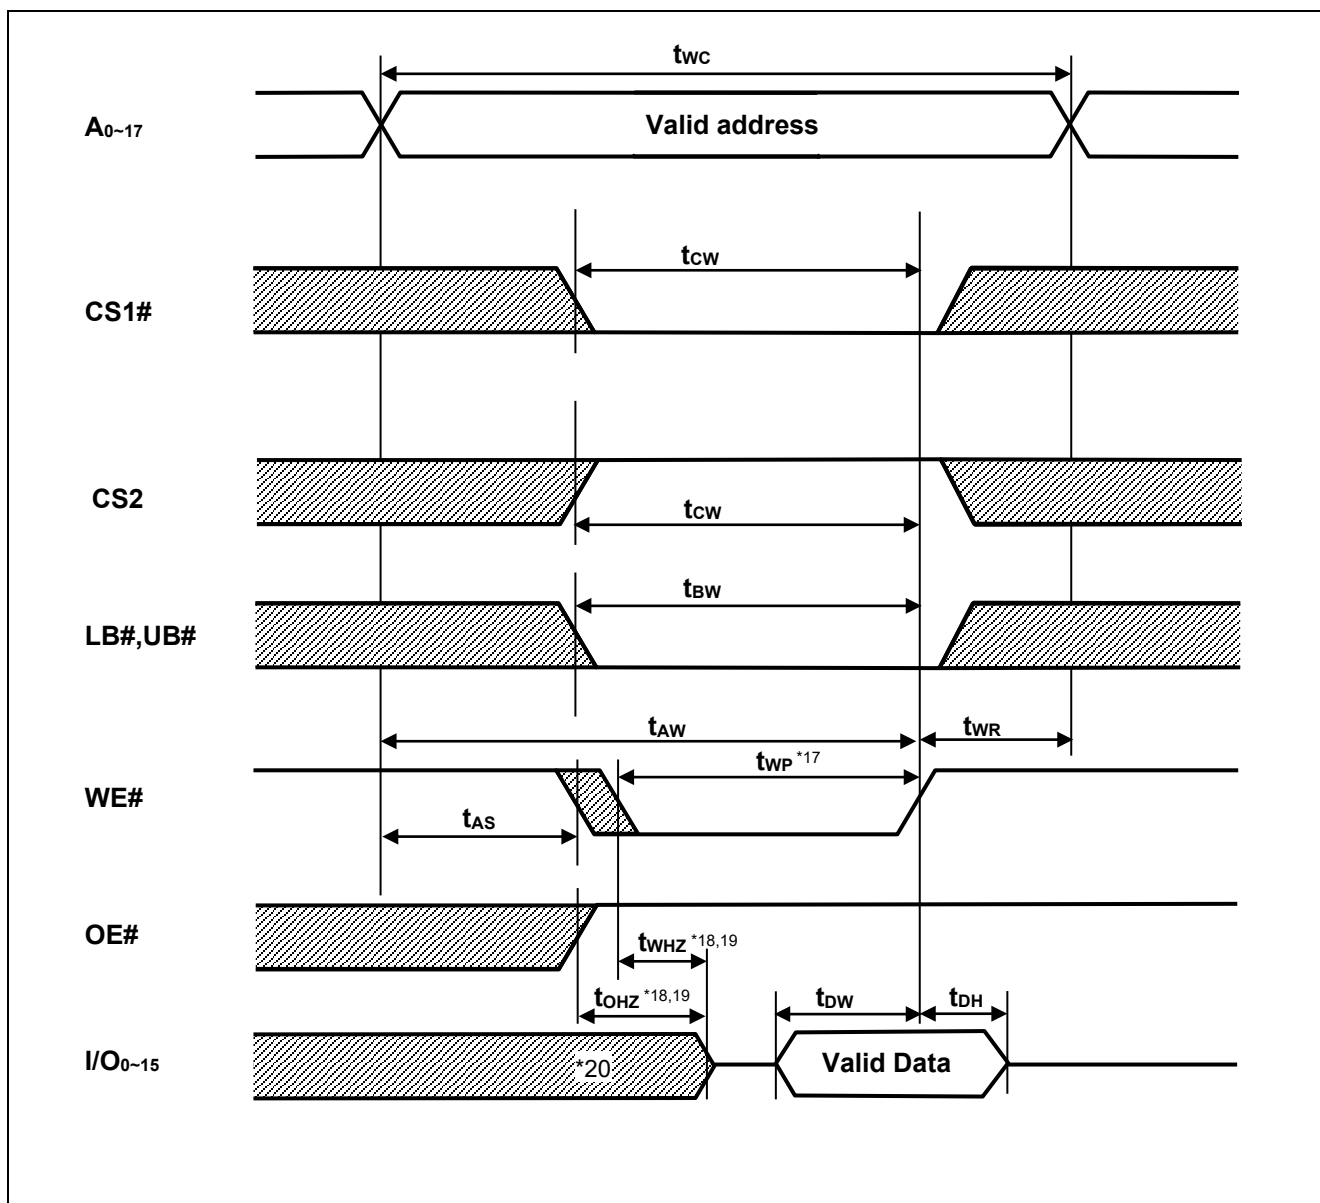 tWC
A0~17
Valid address
tCW
CS1#
CS2
tCW
tBW
LB#,UB#
tAW
tWR
tWP *17
WE#
tAS
OE#
tWHZ *18,19
tOHZ *18,19
tDW
tDH
I/O0~15
*20
Valid Data